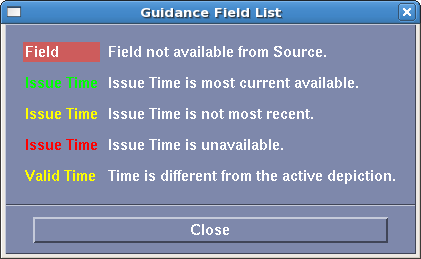 Guidance Field List
Field Field not available from Source.
Issue Time Issue Time is most current available.
Issue Time Issue Time is not most recent.
Issue Time Issue Time is unavailable.
Valid Time Time is different from the active depiction.
Close